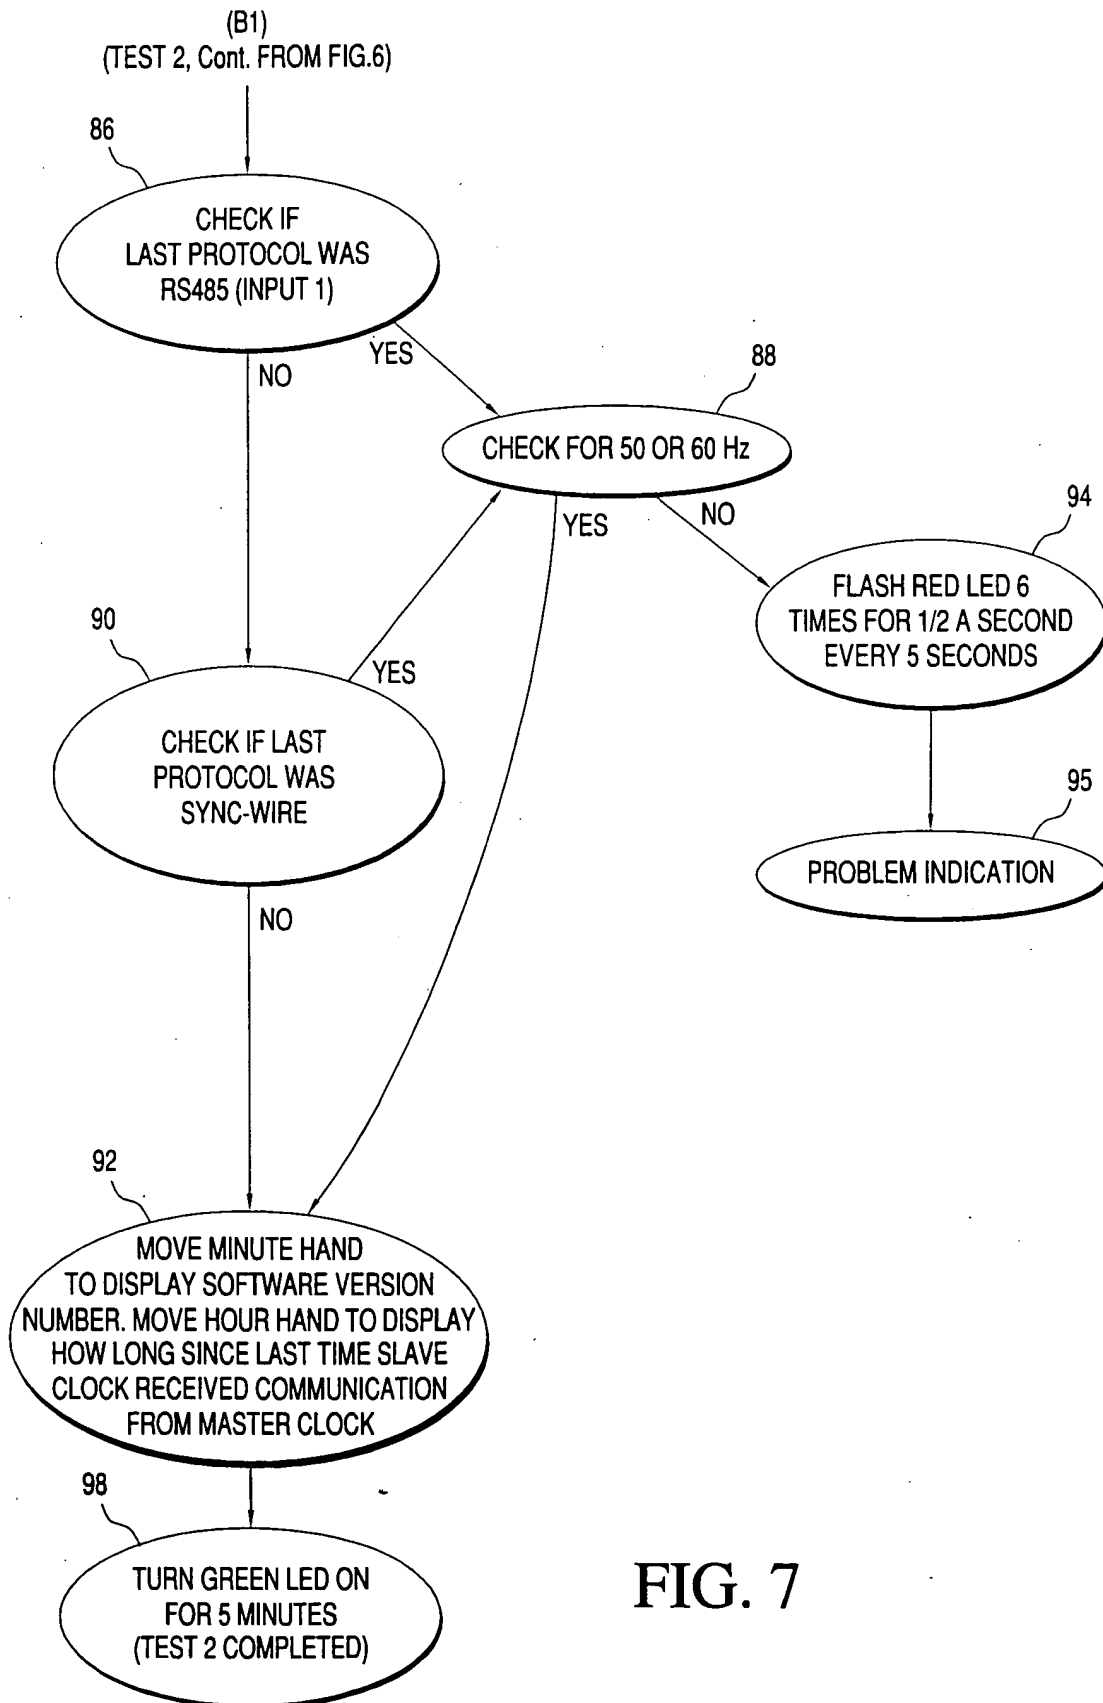 (B1)
(TEST 2, Cont. FROM FIG.6)
86
CHECK IF
LAST PROTOCOL WAS
RS485 (INPUT 1)
YES
NO
88
CHECK FOR 50 OR 60 Hz
YES
NO
94
FLASH RED LED 6
TIMES FOR 1/2 A SECOND
EVERY 5 SECONDS
95
PROBLEM INDICATION
90
YES
CHECK IF LAST
PROTOCOL WAS
SYNC-WIRE
NO
92
MOVE MINUTE HAND
TO DISPLAY SOFTWARE VERSION
NUMBER. MOVE HOUR HAND TO DISPLAY
HOW LONG SINCE LAST TIME SLAVE
CLOCK RECEIVED COMMUNICATION
FROM MASTER CLOCK
98
TURN GREEN LED ON
FOR 5 MINUTES
(TEST 2 COMPLETED)
FIG. 7